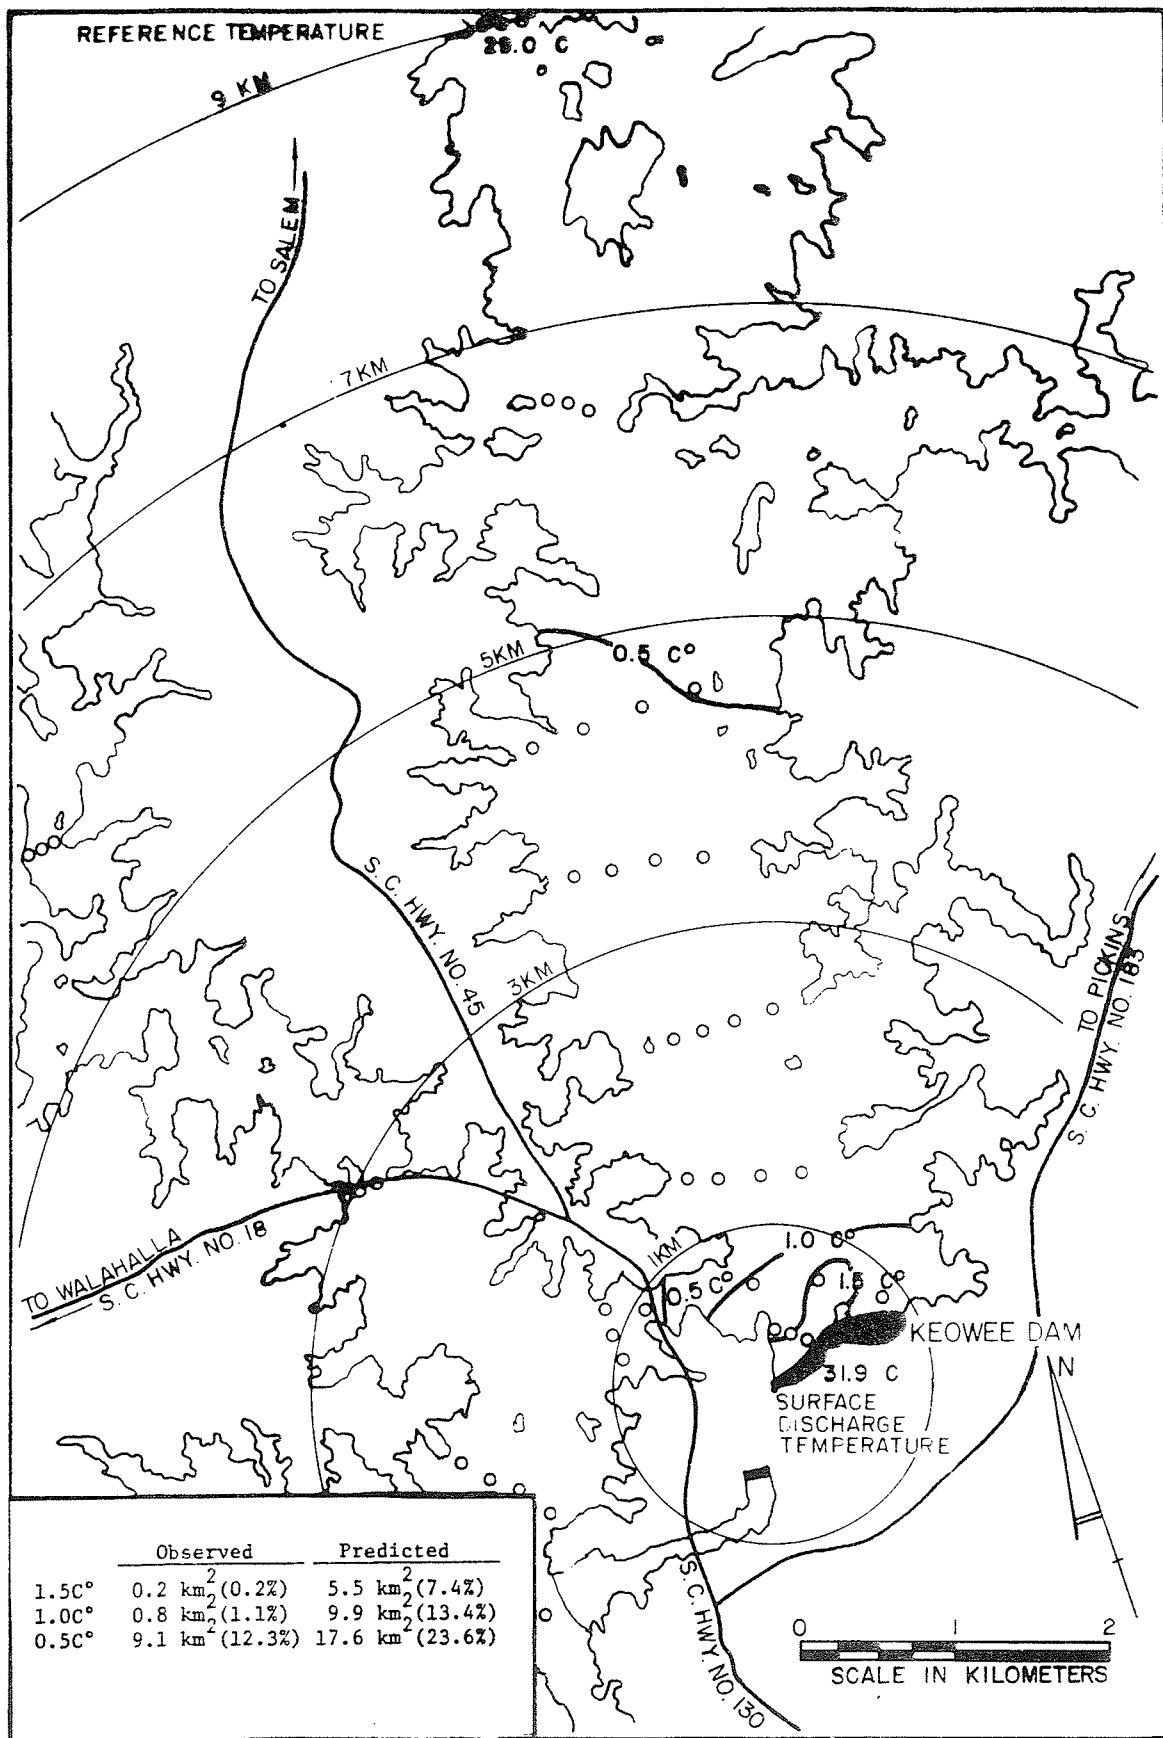 REFERENCE TEMPERATURE
26.0 C
9 KM
TO SALEM
7KM
5KM
0.5 C°
S. C. HWY. NO. 45
3KM
TO PICKINS
S. C. HWY. NO. 183
TO WALAHALLA
S. C. HWY. NO. 18
1KM
1.0 C°
0.5 C°
1.5 C°
KEOWEE DAM
31.9 C
SURFACE
DISCHARGE
TEMPERATURE
N
S. C. HWY. NO. 130
0 1 2
SCALE IN KILOMETERS
Observed Predicted
1.5C° 0.2 km²(0.2%) 5.5 km²(7.4%)
1.0C° 0.8 km²(1.1%) 9.9 km²(13.4%)
0.5C° 9.1 km²(12.3%) 17.6 km²(23.6%)